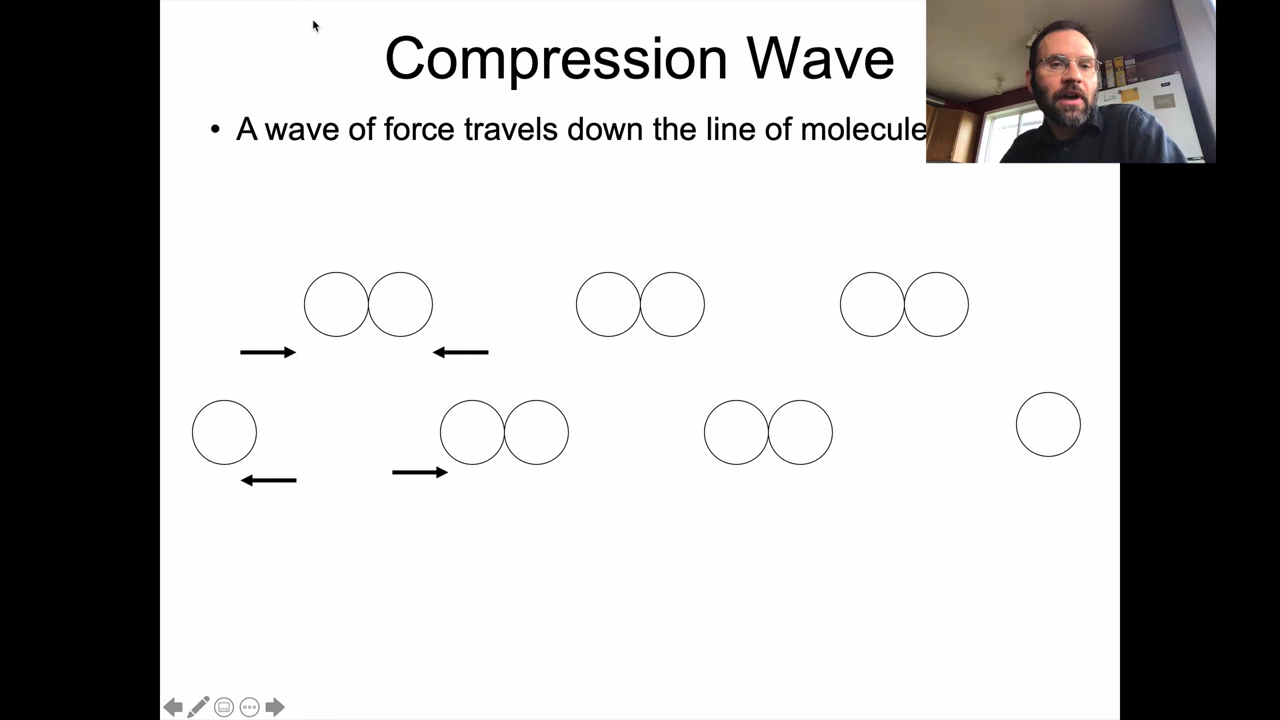 Compression Wave
• A wave of force travels down the line of molecule